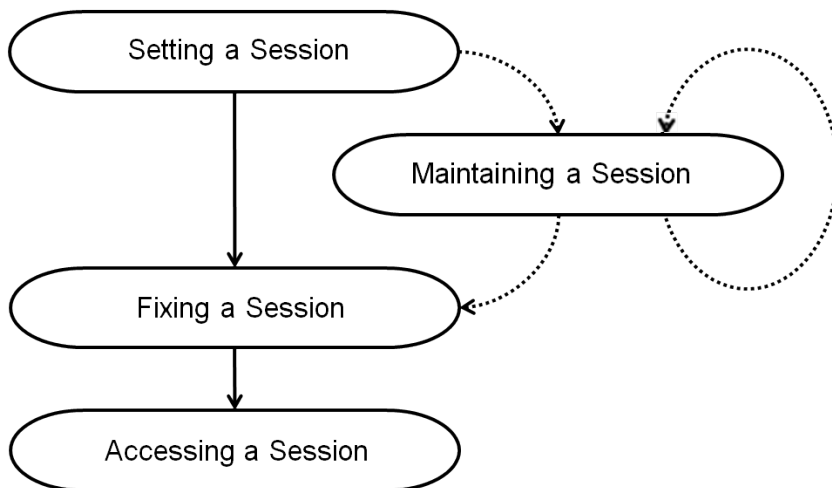 Setting a Session
Maintaining a Session
Fixing a Session
Accessing a Session